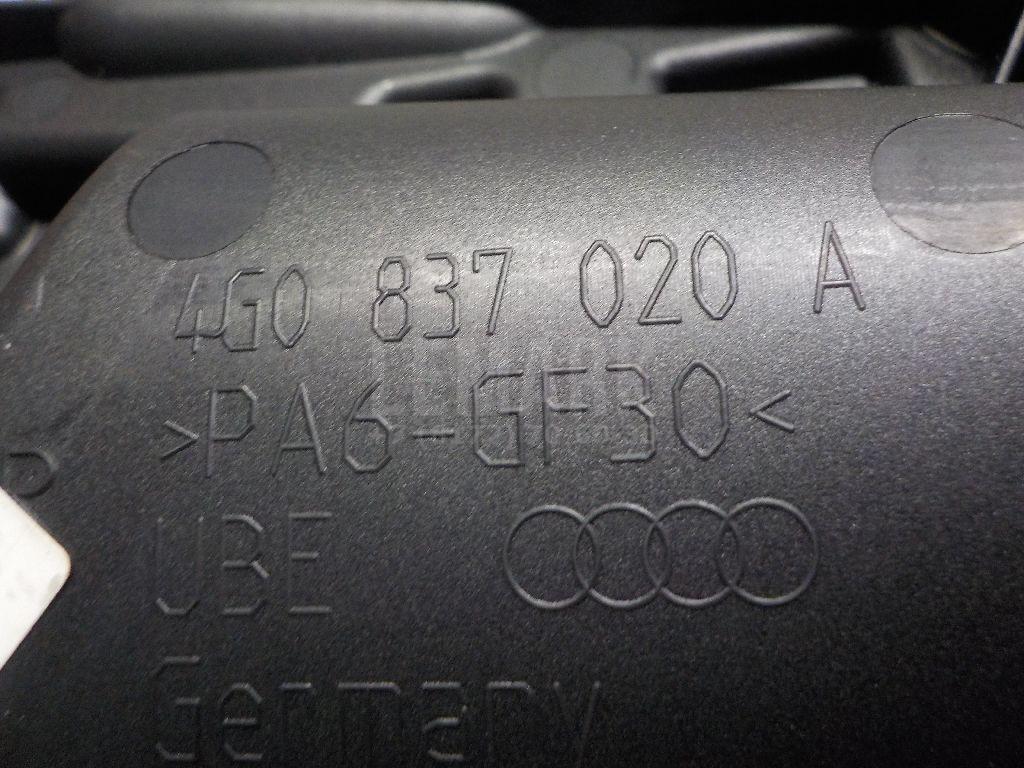 4G0 837 020 A
>PA6-GF30<
UBE
Germany